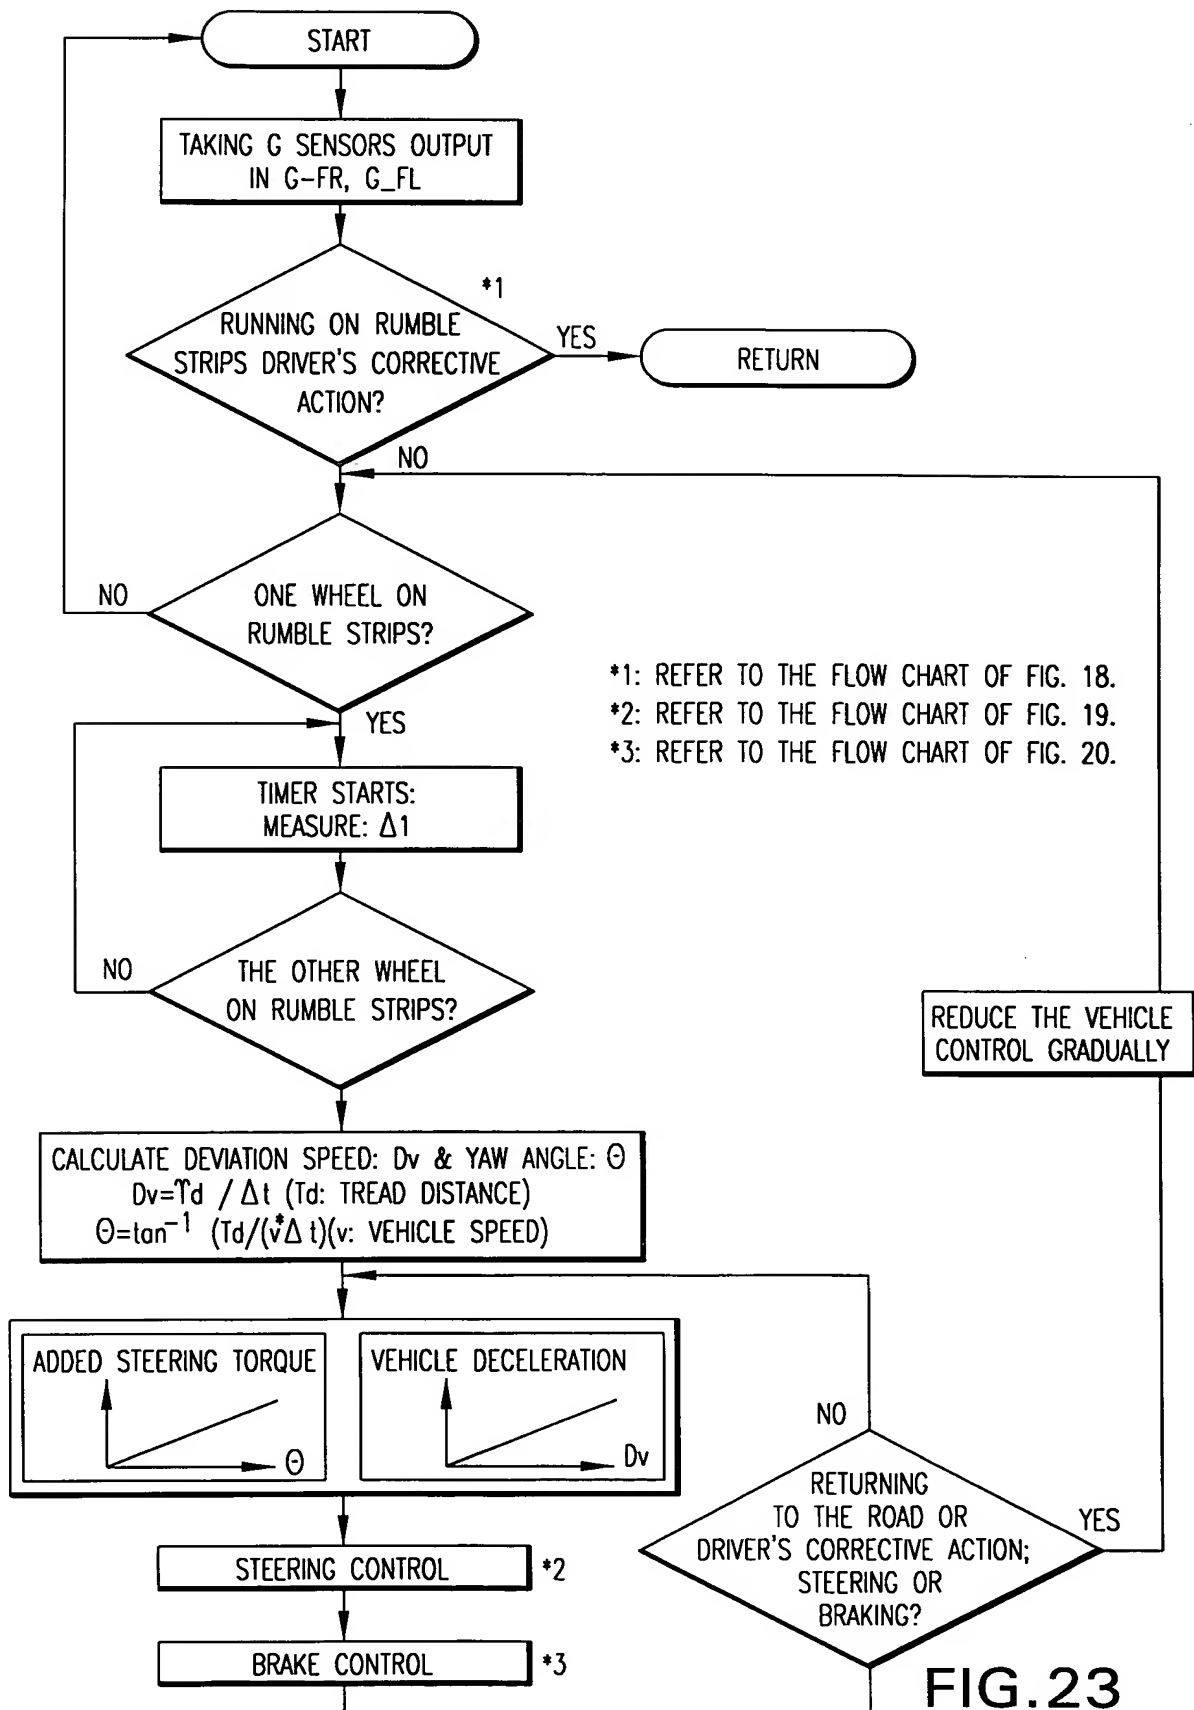 START
TAKING G SENSORS OUTPUT
IN G-FR, G_FL
*1
RUNNING ON RUMBLE
STRIPS DRIVER'S CORRECTIVE
ACTION?
YES
RETURN
NO
ONE WHEEL ON
RUMBLE STRIPS?
NO
YES
*1: REFER TO THE FLOW CHART OF FIG. 18.
*2: REFER TO THE FLOW CHART OF FIG. 19.
*3: REFER TO THE FLOW CHART OF FIG. 20.
TIMER STARTS:
MEASURE: Δ1
THE OTHER WHEEL
ON RUMBLE STRIPS?
NO
REDUCE THE VEHICLE
CONTROL GRADUALLY
CALCULATE DEVIATION SPEED: Dv & YAW ANGLE: Θ
Dv=ϒd / Δt (Td: TREAD DISTANCE)
Θ=tan⁻¹ (Td/(v*Δt)(v: VEHICLE SPEED)
ADDED STEERING TORQUE
Θ
VEHICLE DECELERATION
Dv
NO
RETURNING
TO THE ROAD OR
DRIVER'S CORRECTIVE ACTION;
STEERING OR
BRAKING?
YES
STEERING CONTROL
*2
BRAKE CONTROL
*3
FIG.23